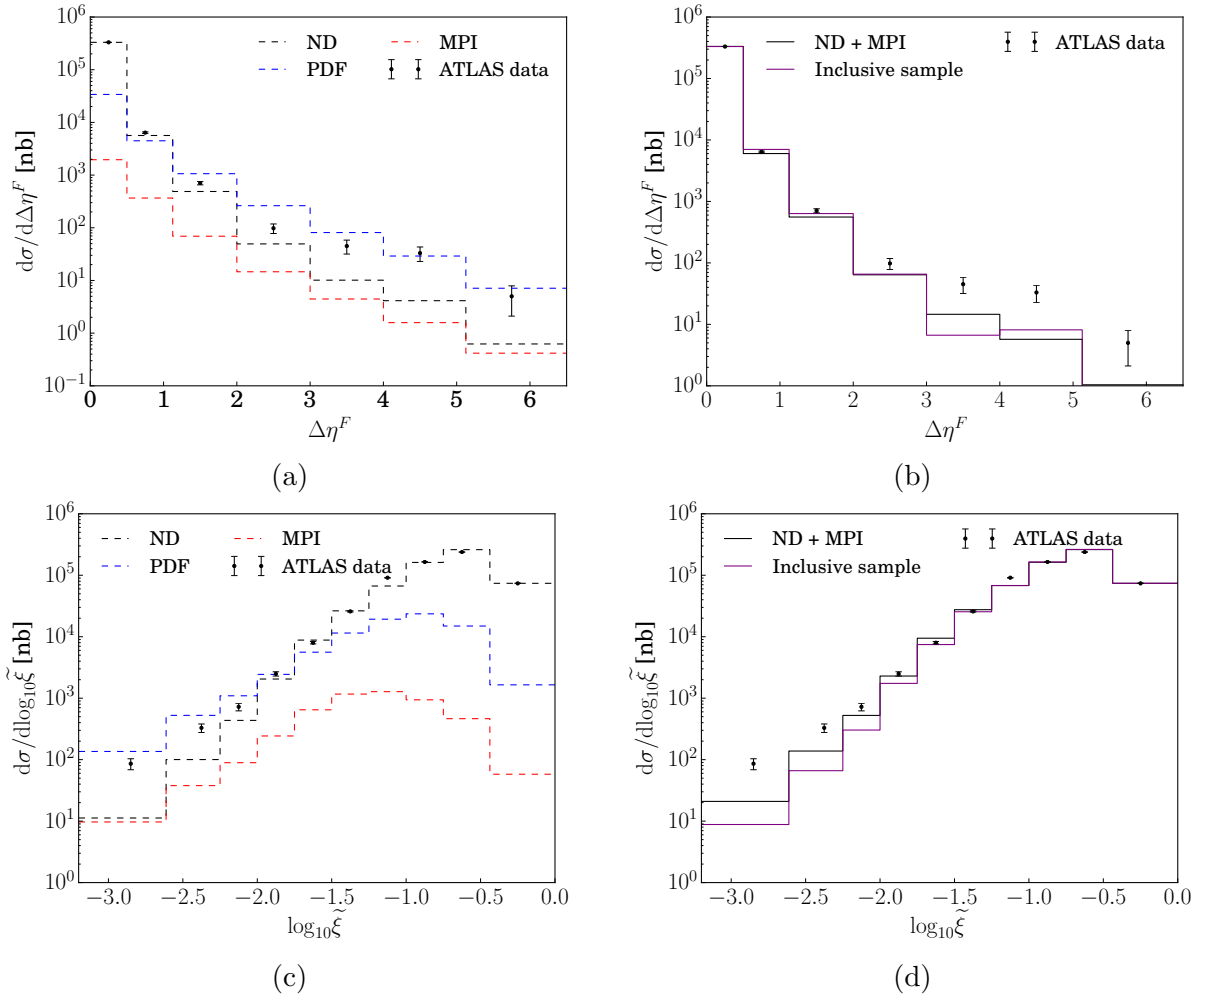 10^6
10^5
10^4
10^3
10^2
10^1
10^0
10^{-1}
dσ/dΔη^F [nb]
ND MPI
PDF ATLAS data
0 1 2 3 4 5 6
Δη^F
(a)
10^6
10^5
10^4
10^3
10^2
10^1
10^0
dσ/dΔη^F [nb]
ND + MPI ATLAS data
Inclusive sample
0 1 2 3 4 5 6
Δη^F
(b)
10^6
10^5
10^4
10^3
10^2
10^1
10^0
dσ/dlog₁₀ξ̃ [nb]
ND MPI
PDF ATLAS data
−3.0 −2.5 −2.0 −1.5 −1.0 −0.5 0.0
log₁₀ξ̃
(c)
10^6
10^5
10^4
10^3
10^2
10^1
10^0
dσ/dlog₁₀ξ̃ [nb]
ND + MPI ATLAS data
Inclusive sample
−3.0 −2.5 −2.0 −1.5 −1.0 −0.5 0.0
log₁₀ξ̃
(d)